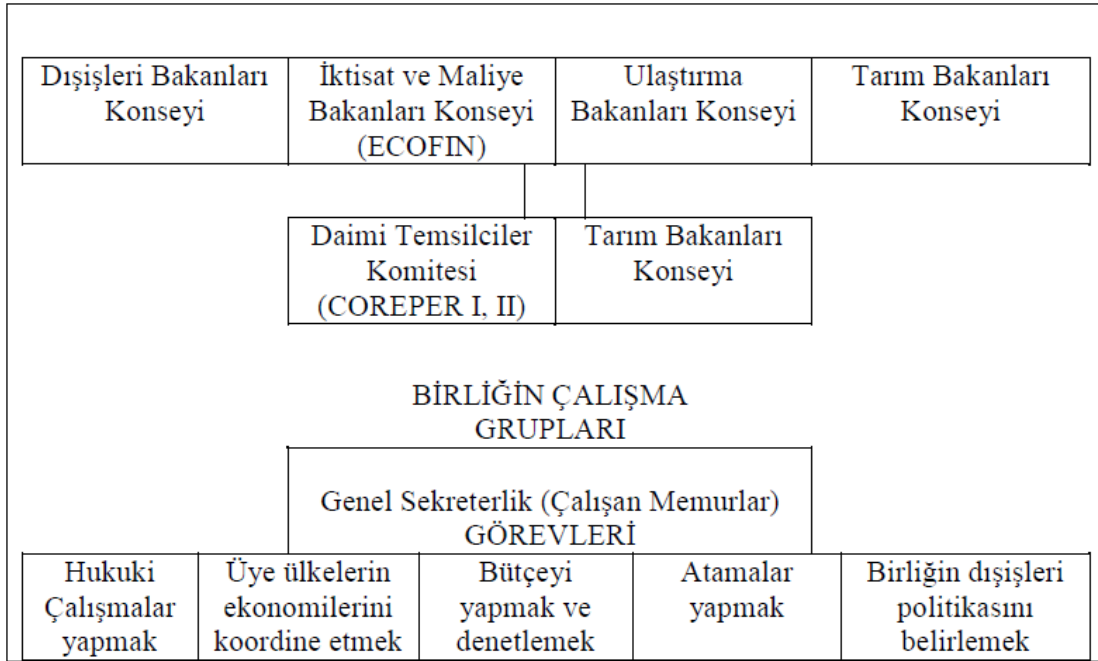 Dışişleri Bakanları
Konseyi
İktisat ve Maliye
Bakanları Konseyi
(ECOFIN)
Ulaştırma
Bakanları Konseyi
Tarım Bakanları
Konseyi
Daimi Temsilciler
Komitesi
(COREPER I, II)
Tarım Bakanları
Konseyi
BİRLİĞİN ÇALIŞMA
GRUPLARI
Genel Sekreterlik (Çalışan Memurlar)
GÖREVLERİ
Hukuki
Çalışmalar
yapmak
Üye ülkelerin
ekonomilerini
koordine etmek
Bütçeyi
yapmak ve
denetlemek
Atamalar
yapmak
Birliğin dışişleri
politikasını
belirlemek